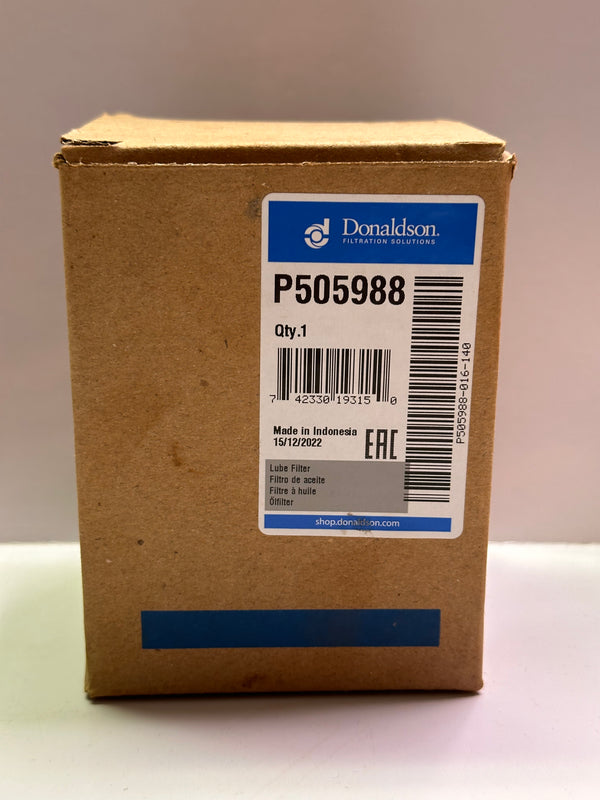 Donaldson.
FILTRATION SOLUTIONS
P505988
Qty.1
7 42330 19315 0
P505988-016-140
Made in Indonesia
15/12/2022
EAC
Lube Filter
Filtro de aceite
Filtre à huile
Ölfilter
shop.donaldson.com